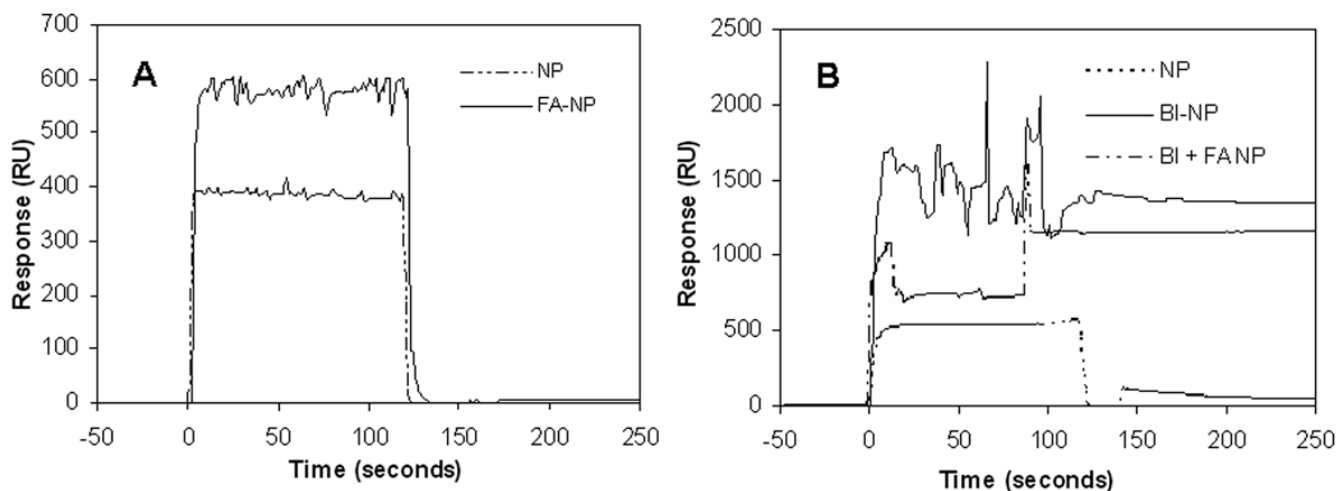 A
NP
FA-NP
Response (RU)
700
600
500
400
300
200
100
0
-50 0 50 100 150 200 250
Time (seconds)
B
NP
BI-NP
BI + FA NP
Response (RU)
2500
2000
1500
1000
500
0
-50 0 50 100 150 200 250
Time (seconds)